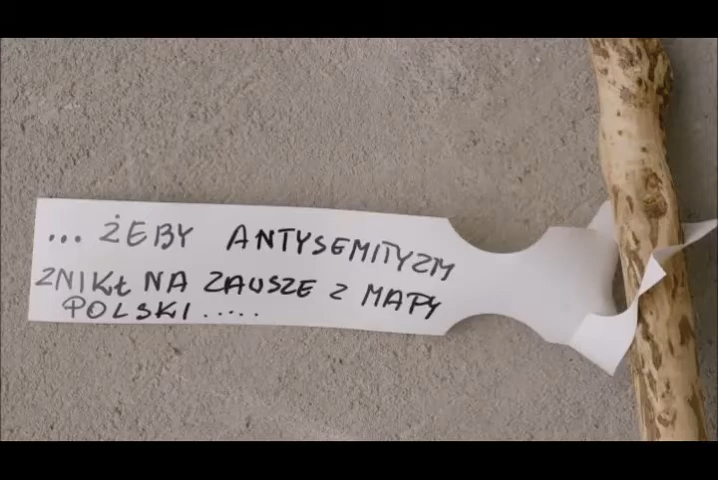 ... ŻEBY ANTYSEMITYZM
ZNIKŁ NA ZAWSZE Z MAPY
POLSKI.....